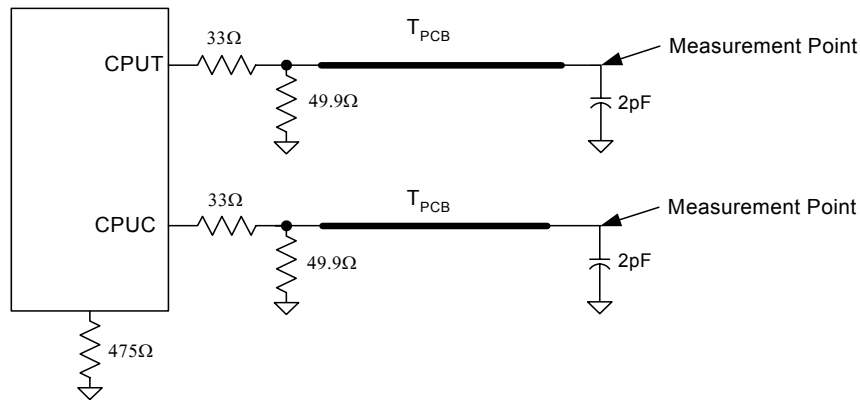 T_PCB
33Ω
CPUT
Measurement Point
49.9Ω
2pF
T_PCB
33Ω
CPUC
Measurement Point
49.9Ω
2pF
475Ω